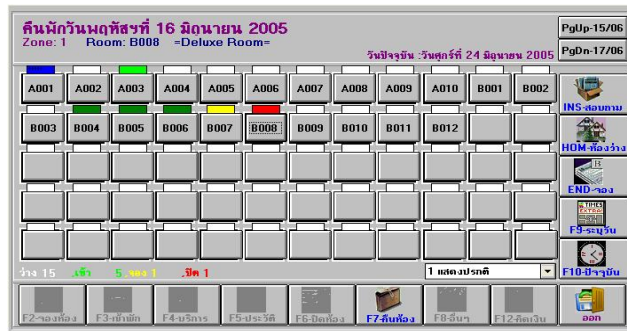 คืนพักวันพฤหัสฯที่ 16 มิถุนายน 2005
Zone: 1 Room: B008 =Deluxe Room=
วันปัจจุบัน :วันศุกร์ที่ 24 มิถุนายน 2005
PgUp-15/06
PgDn-17/06
A001 A002 A003 A004 A005 A006 A007 A008 A009 A010 B001 B002
B003 B004 B005 B006 B007 B008 B009 B010 B011 B012
INS-สอบถาม
HOM-ห้องว่าง
END-จอง
F9-ระบุวัน
F10-ปัจจุบัน
ว่าง 15 .เข้า 5 .จอง 1 .ปิด 1
1 แสดงปรกติ
F2-จองห้อง F3-เข้าพัก F4-บริการ F5-ประวัติ F6-ปิดห้อง F7-คืนห้อง F8-อื่นๆ F12-คิดเงิน ออก